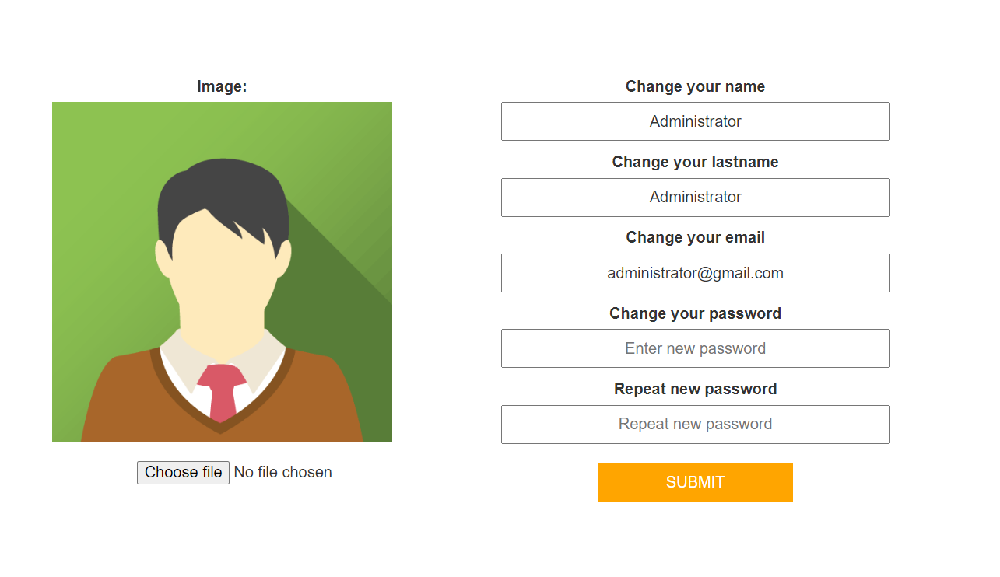 Image:
Choose file No file chosen
Change your name
Administrator
Change your lastname
Administrator
Change your email
administrator@gmail.com
Change your password
Enter new password
Repeat new password
Repeat new password
SUBMIT